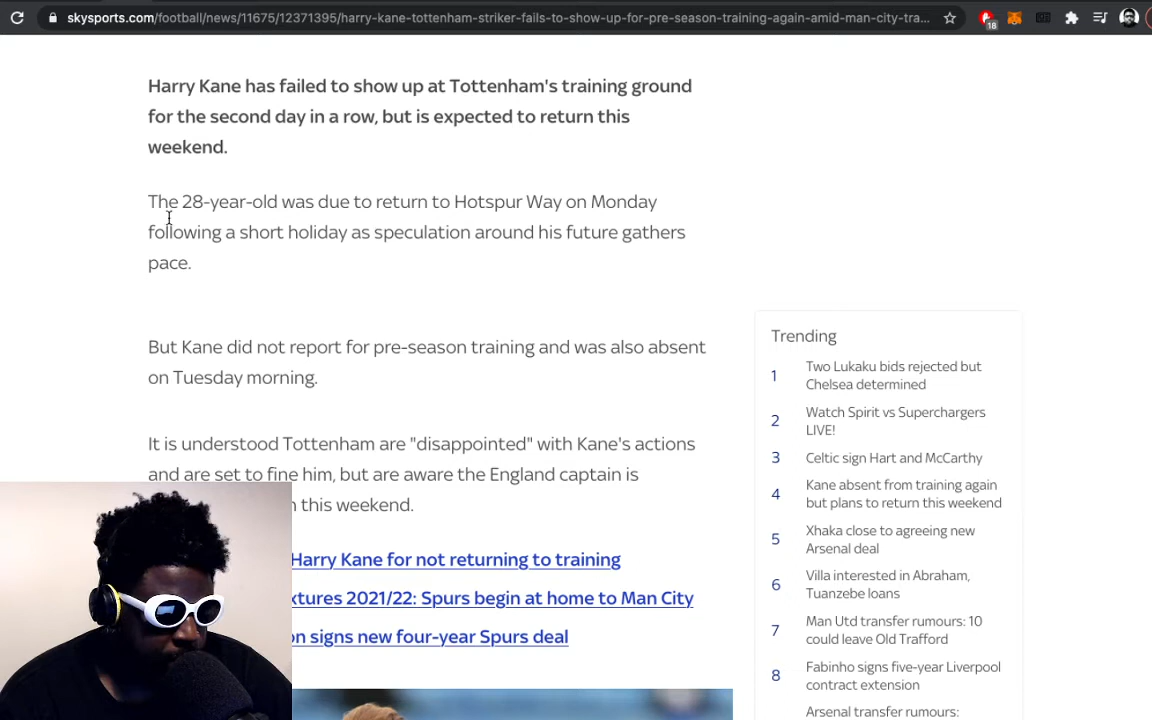 skysports.com/football/news/11675/12371395/harry-kane-tottenham-striker-fails-to-show-up-for-pre-season-training-again-amid-man-city-tra...
18
Harry Kane has failed to show up at Tottenham's training ground
for the second day in a row, but is expected to return this
weekend.
The 28-year-old was due to return to Hotspur Way on Monday
following a short holiday as speculation around his future gathers
pace.
But Kane did not report for pre-season training and was also absent
on Tuesday morning.
It is understood Tottenham are "disappointed" with Kane's actions
and are set to fine him, but are aware the England captain is
this weekend.
Harry Kane for not returning to training
xtures 2021/22: Spurs begin at home to Man City
on signs new four-year Spurs deal
Trending
1 Two Lukaku bids rejected but
Chelsea determined
2 Watch Spirit vs Superchargers
LIVE!
3 Celtic sign Hart and McCarthy
4 Kane absent from training again
but plans to return this weekend
5 Xhaka close to agreeing new
Arsenal deal
6 Villa interested in Abraham,
Tuanzebe loans
7 Man Utd transfer rumours: 10
could leave Old Trafford
8 Fabinho signs five-year Liverpool
contract extension
Arsenal transfer rumours: